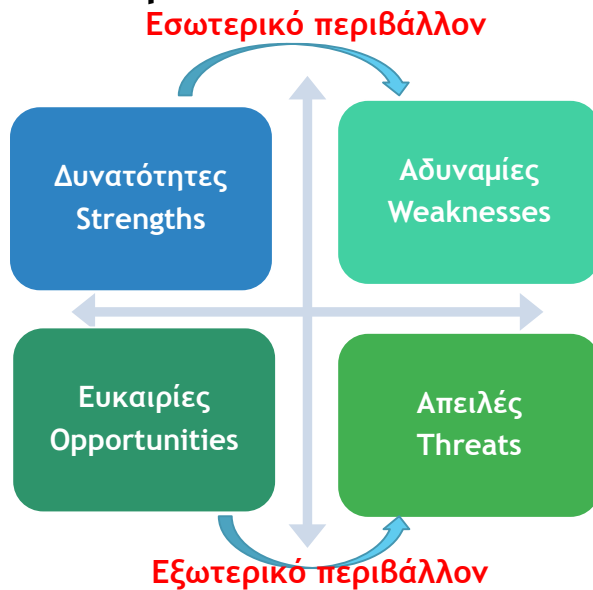 Εσωτερικό περιβάλλον
Δυνατότητες
Strengths
Αδυναμίες
Weaknesses
Ευκαιρίες
Opportunities
Απειλές
Threats
Εξωτερικό περιβάλλον